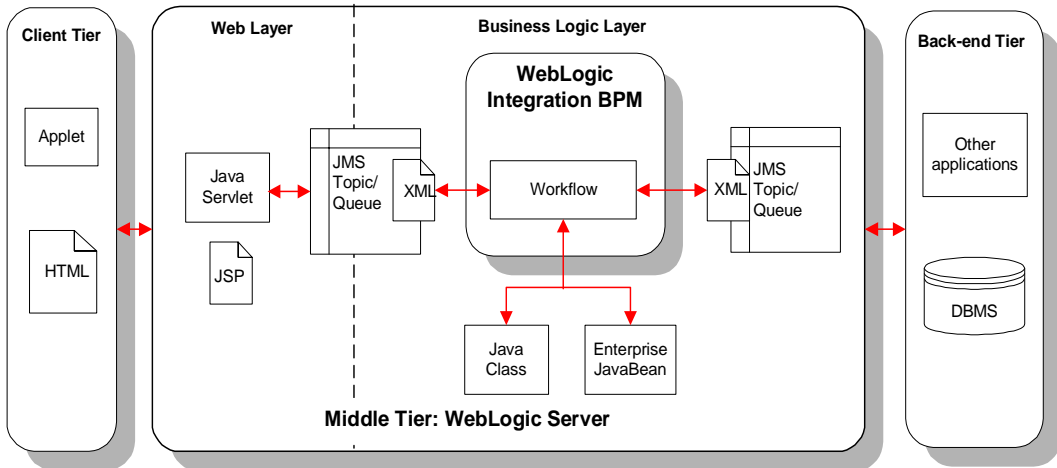 Client Tier
Applet
HTML
Web Layer
Java
Servlet
JSP
JMS
Topic/
Queue
XML
Business Logic Layer
WebLogic
Integration BPM
Workflow
Java
Class
Enterprise
JavaBean
XML
JMS
Topic/
Queue
Middle Tier: WebLogic Server
Back-end Tier
Other
applications
DBMS